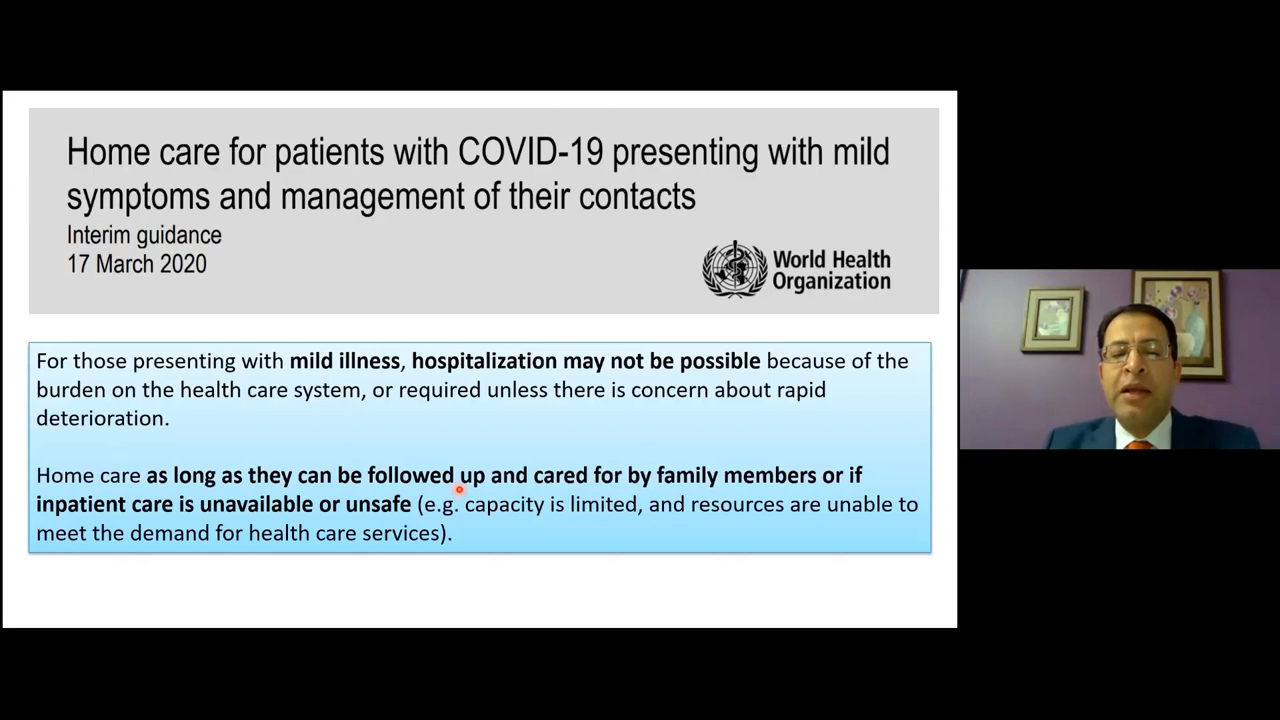 Home care for patients with COVID-19 presenting with mild
symptoms and management of their contacts
Interim guidance
17 March 2020
World Health
Organization
For those presenting with mild illness, hospitalization may not be possible because of the
burden on the health care system, or required unless there is concern about rapid
deterioration.
Home care as long as they can be followed up and cared for by family members or if
inpatient care is unavailable or unsafe (e.g. capacity is limited, and resources are unable to
meet the demand for health care services).